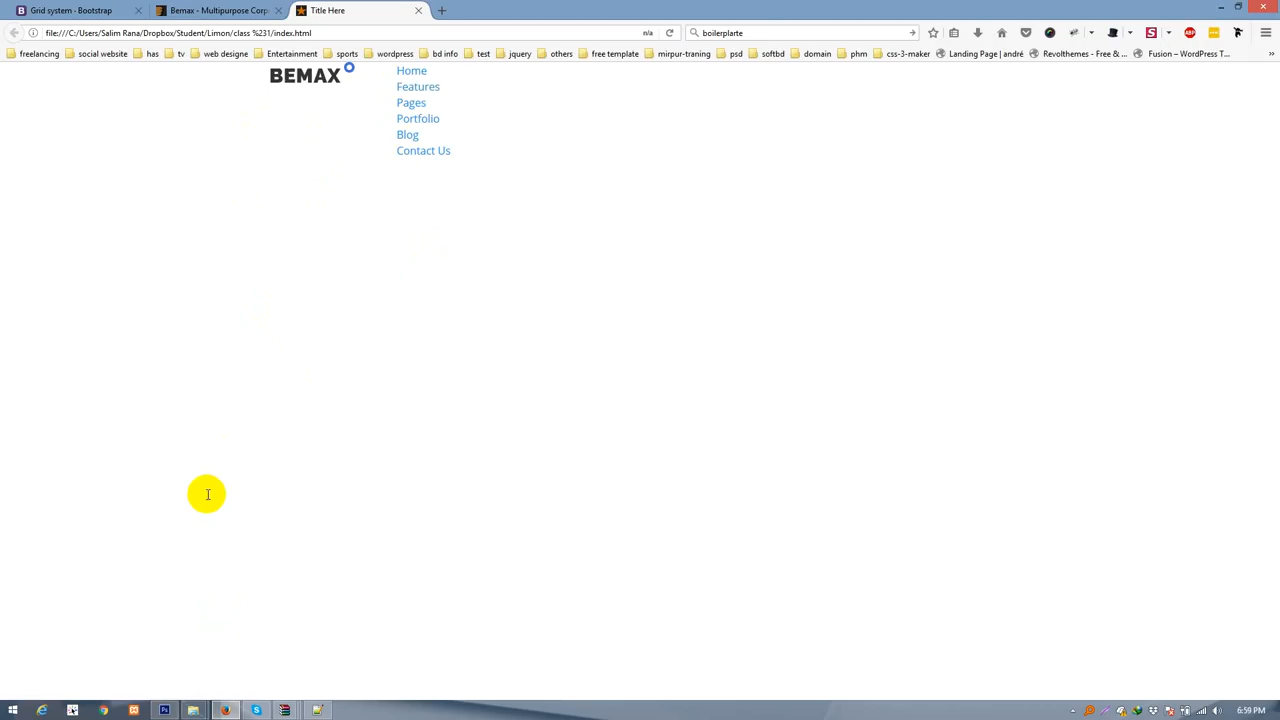 Grid system · Bootstrap
Bemax - Multipurpose Corp
Title Here
file:///C:/Users/Salim Rana/Dropbox/Student/Limon/class %231/index.html
n/a
boilerplarte
freelancing social website has tv web designe Entertainment sports wordpress bd info test jquery others free template mirpur-traning psd softbd domain phm css-3-maker Landing Page | andré Revolthemes - Free & ... Fusion – WordPress T...
BEMAX
Home
Features
Pages
Portfolio
Blog
Contact Us
6:59 PM